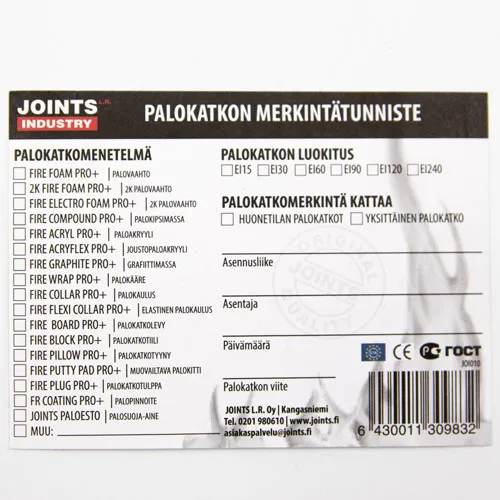 JOINTS L.R.
INDUSTRY
PALOKATKON MERKINTÄTUNNISTE
PALOKATKOMENETELMÄ
FIRE FOAM PRO+ | PALOVAAHTO
2K FIRE FOAM PRO+ | 2K PALOVAAHTO
FIRE ELECTRO FOAM PRO+ | 2K PALOVAAHTO
FIRE COMPOUND PRO+ | PALOKIPSIMASSA
FIRE ACRYL PRO+ | PALOAKRYYLI
FIRE ACRYFLEX PRO+ | JOUSTOPALOAKRYYLI
FIRE GRAPHITE PRO+ | GRAFIITTIMASSA
FIRE WRAP PRO+ | PALOKÄÄRE
FIRE COLLAR PRO+ | PALOKAULUS
FIRE FLEXI COLLAR PRO+ | ELASTINEN PALOKAULUS
FIRE BOARD PRO+ | PALOKATKOLEVY
FIRE BLOCK PRO+ | PALOKATKOTIILI
FIRE PILLOW PRO+ | PALOKATKOTYYNY
FIRE PUTTY PAD PRO+ | MUOVAILTAVA PALOKITTI
FIRE PLUG PRO+ | PALOKATKOTULPPA
FR COATING PRO+ | PALOPINNOITE
JOINTS PALOESTO | PALOSUOJA-AINE
MUU:
PALOKATKON LUOKITUS
EI15 EI30 EI60 EI90 EI120 EI240
PALOKATKOMERKINTÄ KATTAA
HUONETILAN PALOKATKOT YKSITTÄINEN PALOKATKO
ORIGINAL
JOINTS
QUALITY
Asennusliike
Asentaja
Päivämäärä
Palokatkon viite
CE PC ГОСТ
JOI010
JOINTS L.R. Oy | Kangasniemi
Tel. 0201 980610 | www.joints.fi
asiakaspalvelu@joints.fi
6 430011 309832